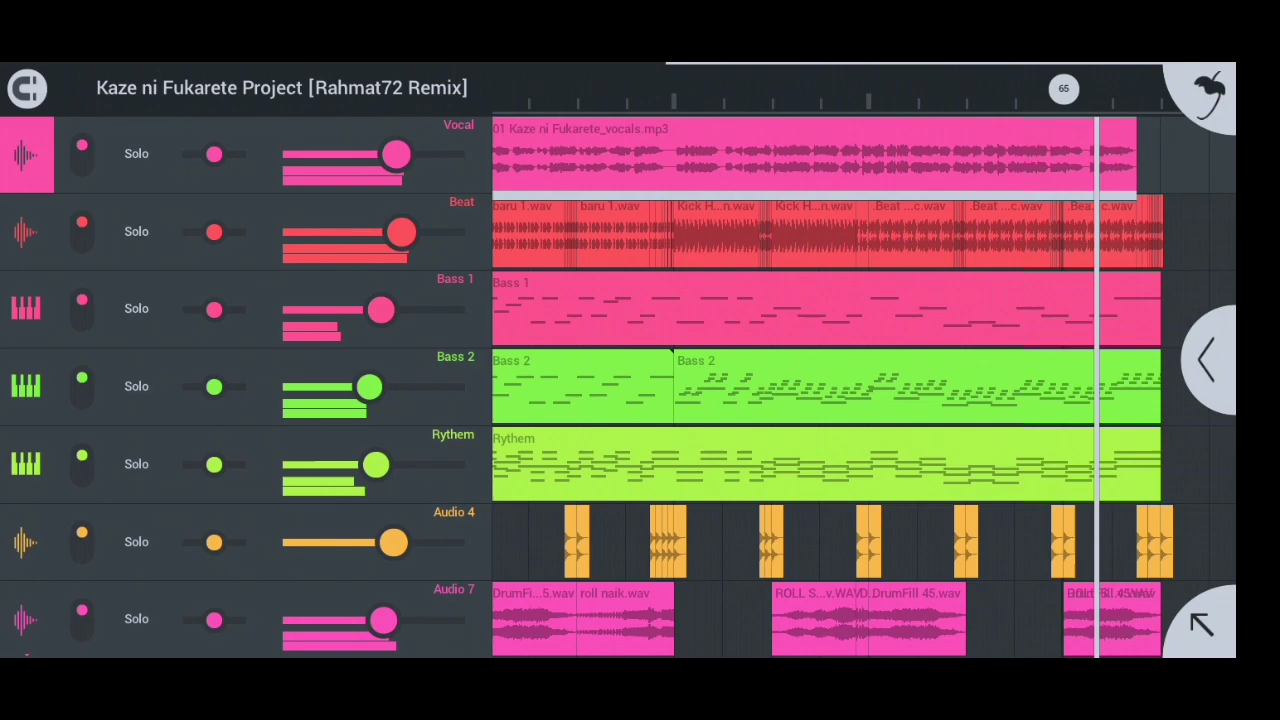 Kaze ni Fukarete Project [Rahmat72 Remix]
65
Vocal
Solo
01 Kaze ni Fukarete_vocals.mp3
Beat
Solo
baru 1.wav
baru 1.wav
Kick H...n.wav
Kick H...n.wav
.Beat ...c.wav
.Beat ...c.wav
.Bea...c.wav
Bass 1
Solo
Bass 1
Bass 2
Solo
Bass 2
Bass 2
Rythem
Solo
Rythem
Audio 4
Solo
Audio 7
Solo
DrumFi...5.wav
roll naik.wav
ROLL S...v.WAV
D.DrumFill 45.wav